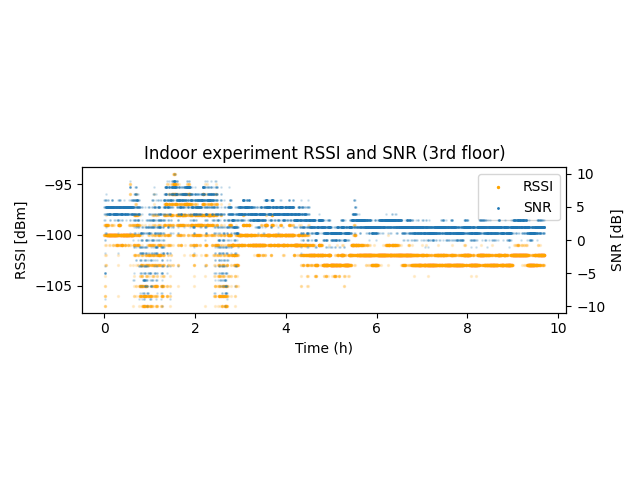 Indoor experiment RSSI and SNR (3rd floor)
RSSI
SNR
RSSI [dBm]
−95
−100
−105
10
5
0
−5
−10
SNR [dB]
0 2 4 6 8 10
Time (h)